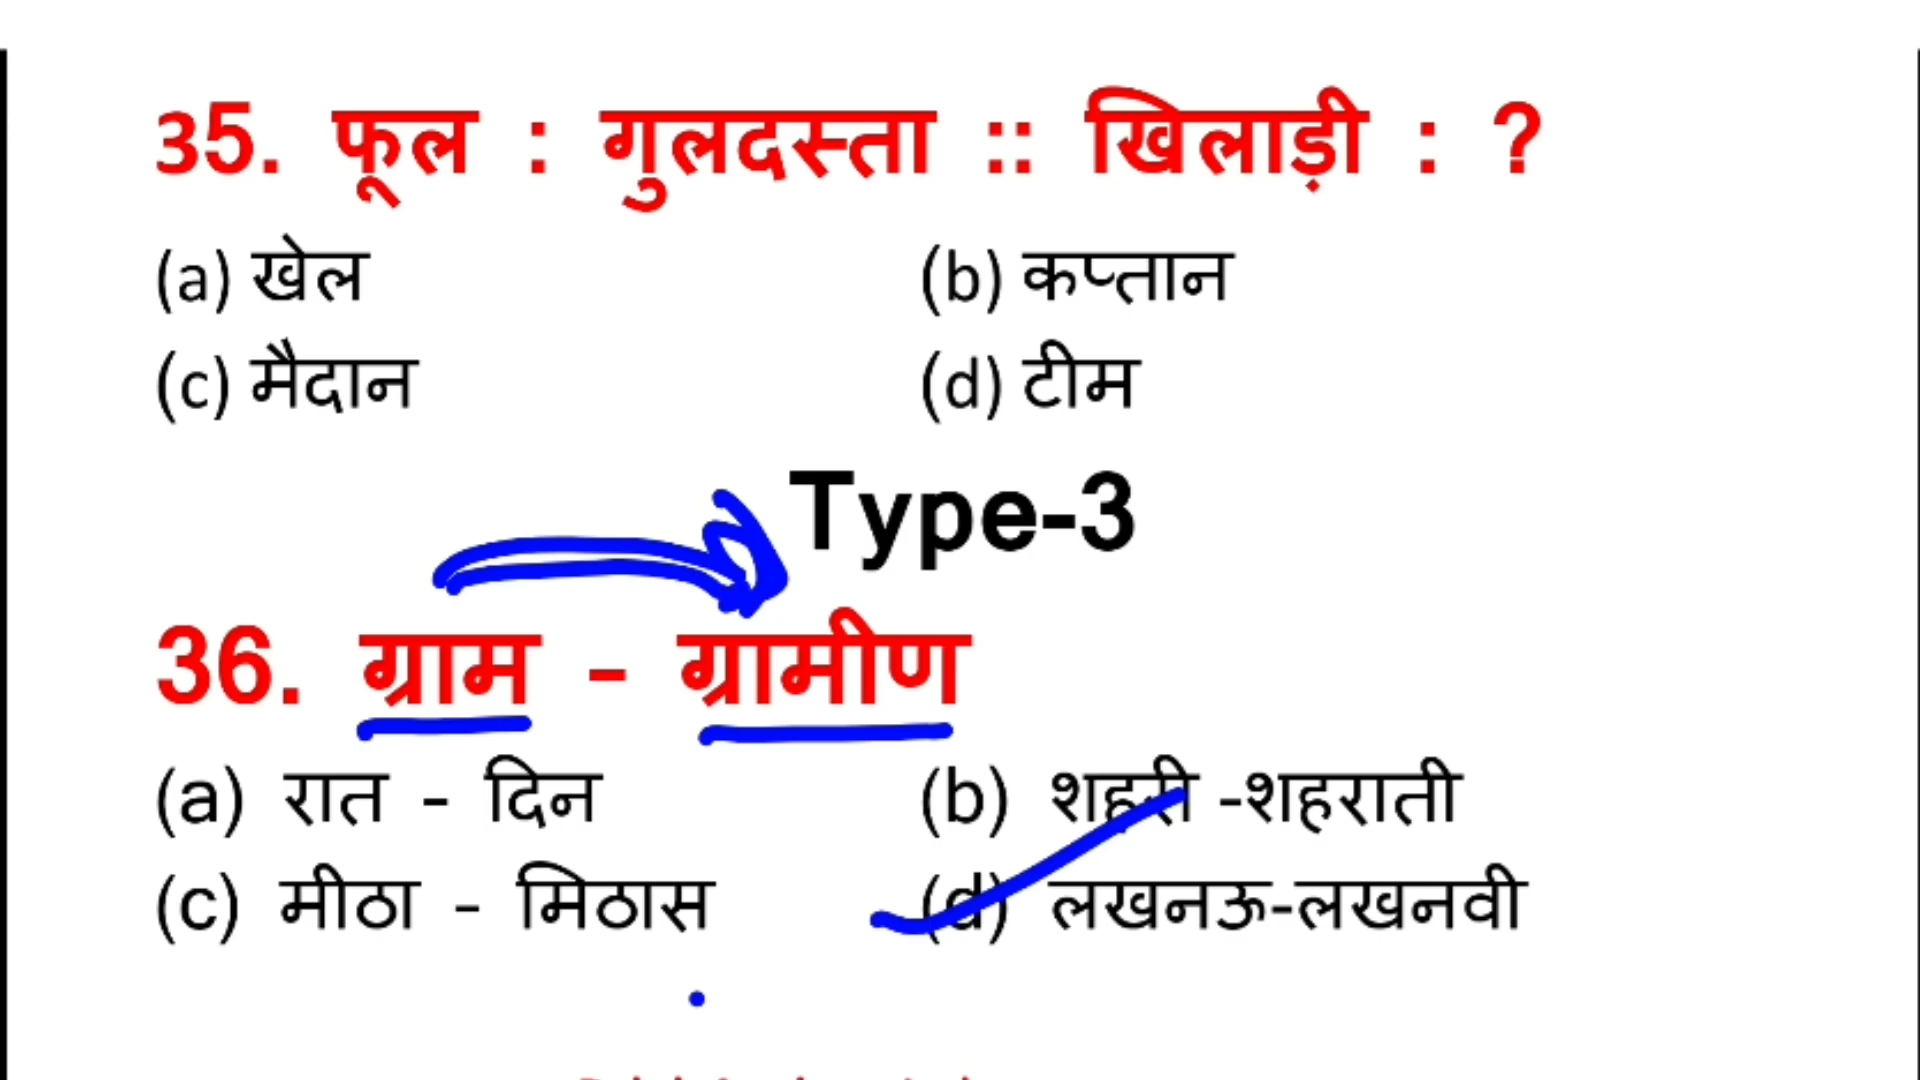 35. फूल : गुलदस्ता :: खिलाड़ी : ?
(a) खेल (b) कप्तान
(c) मैदान (d) टीम
Type-3
36. ग्राम - ग्रामीण
(a) रात - दिन (b) शहरी -शहराती
(c) मीठा - मिठास (d) लखनऊ-लखनवी